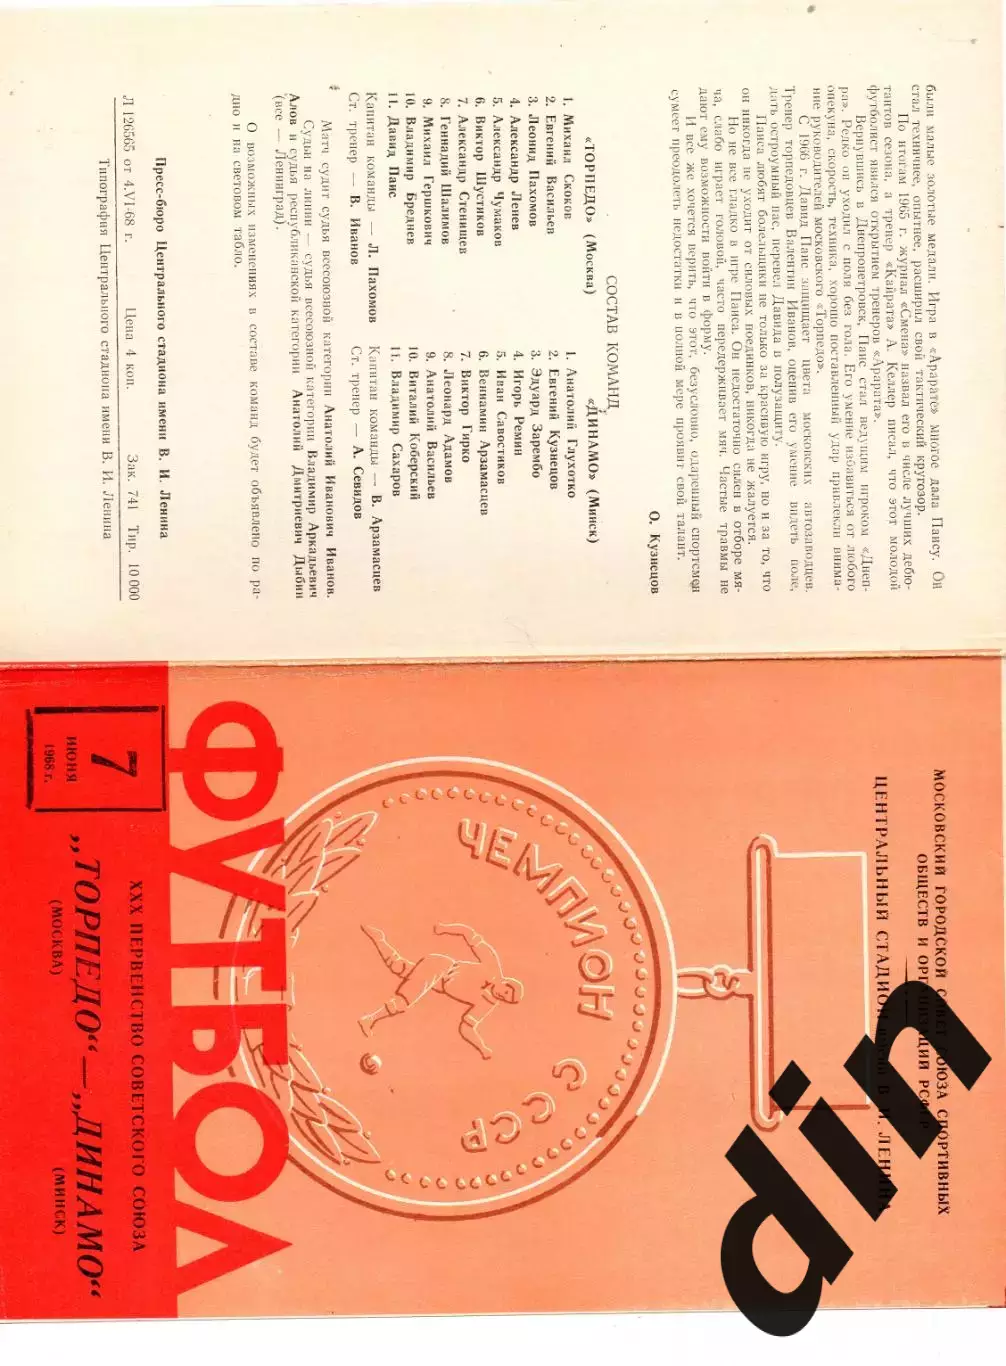 были малые золотые медали. Игра в «Арарате» многое дала Паису. Он
стал техничнее, опытнее, расширил свой тактический кругозор.
По итогам 1965 г. журнал «Смена» назвал его в числе лучших дебю-
тантов сезона, а тренер «Кайрата» А. Келлер писал, что этот молодой
футболист явился открытием тренеров «Арарата».
Вернувшись в Днепропетровск, Паис стал ведущим игроком «Днеп-
ра». Редко он уходил с поля без гола. Его умение избавиться от любого
опекуна, скорость, техника, хорошо поставленный удар привлекли внима-
ние руководителей московского «Торпедо».
С 1966 г. Давид Паис защищает цвета московских автозаводцев.
Тренер торпедовцев Валентин Иванов, оценив его умение видеть поле,
дать остроумный пас, перевел Давида в полузащиту.
Паиса любят болельщики не только за красивую игру, но и за то, что
он никогда не уходит от силовых поединков, никогда не жалуется.
Но не все гладко в игре Паиса. Он недостаточно силен в отборе мя-
ча, слабо играет головой, часто передерживает мяч. Частые травмы не
дают ему возможности войти в форму.
И все же хочется верить, что этот, безусловно, одаренный спортсмен
сумеет преодолеть недостатки и в полной мере проявит свой талант.
О. Кузнецов
СОСТАВ КОМАНД
«ТОРПЕДО» (Москва)
1. Михаил Скоков
2. Евгений Васильев
3. Леонид Пахомов
4. Александр Ленев
5. Александр Чумаков
6. Виктор Шустиков
7. Александр Стенищев
8. Геннадий Шалимов
9. Михаил Гершкович
10. Владимир Бреднев
11. Давид Паис
Капитан команды — Л. Пахомов
Ст. тренер — В. Иванов
«ДИНАМО» (Минск)
1. Анатолий Глухотко
2. Евгений Кузнецов
3. Эдуард Зарембо
4. Игорь Ремин
5. Иван Савостиков
6. Вениамин Арзамасцев
7. Виктор Гирко
8. Леонард Адамов
9. Анатолий Васильев
10. Виталий Коберский
11. Владимир Сахаров
Капитан команды — В. Арзамасцев
Ст. тренер — А. Севидов
Матч судит судья всесоюзной категории Анатолий Иванович Иванов.
Судьи на линии — судья всесоюзной категории Владимир Аркадьевич
Алов и судья республиканской категории Анатолий Дмитриевич Дыбин
(все — Ленинград).
О возможных изменениях в составе команд будет объявлено по ра-
дио и на световом табло.
Пресс-бюро Центрального стадиона имени В. И. Ленина
Л 126565 от 4.VI-68 г. Цена 4 коп. Зак. 741 Тир. 10 000
Типография Центрального стадиона имени В. И. Ленина
МОСКОВСКИЙ ГОРОДСКОЙ СОВЕТ СОЮЗА СПОРТИВНЫХ
ОБЩЕСТВ И ОРГАНИЗАЦИЙ РСФСР
ЦЕНТРАЛЬНЫЙ СТАДИОН имени В. И. ЛЕНИНА
ЧЕМПИОН СССР
ФУТБОЛ
XXX ПЕРВЕНСТВО СОВЕТСКОГО СОЮЗА
7
ИЮНЯ
1968 г.
„ТОРПЕДО“ — „ДИНАМО“
(МОСКВА) (МИНСК)
din